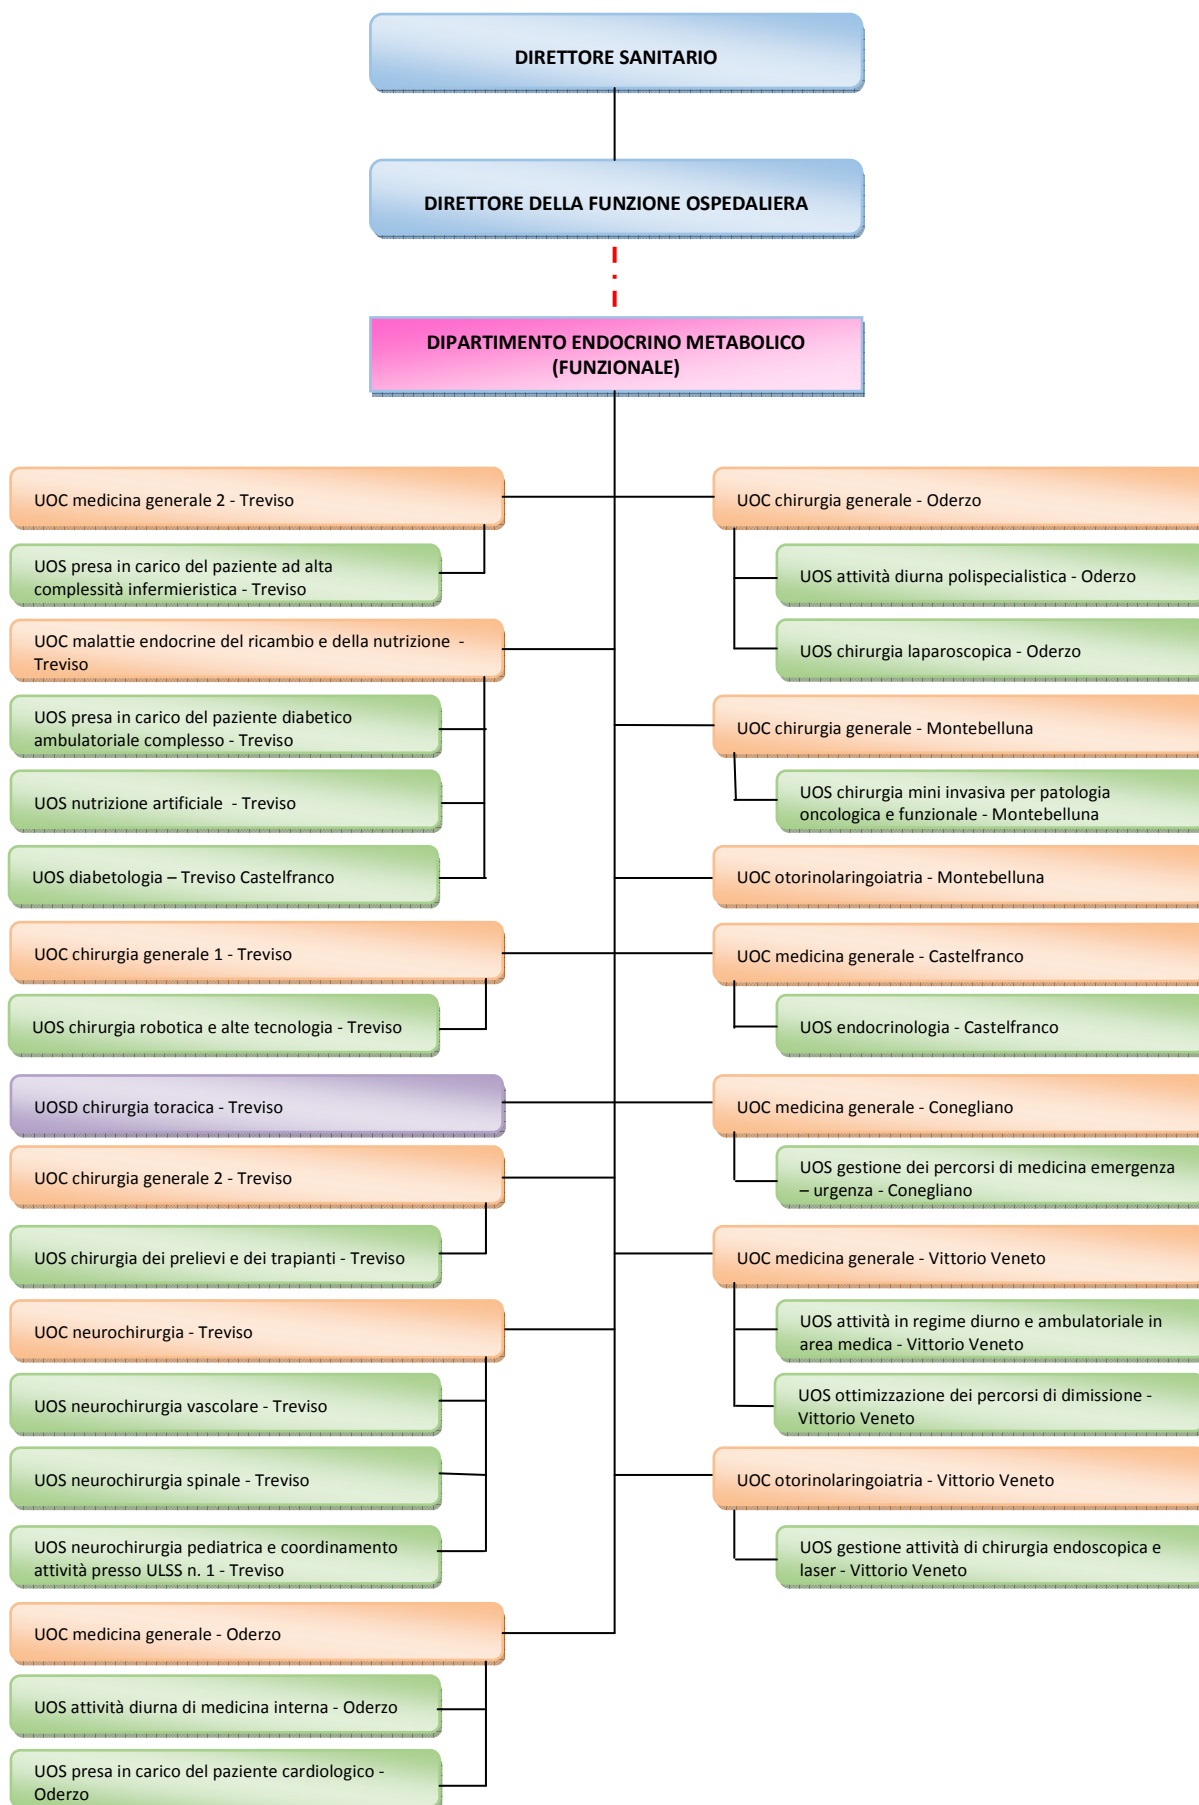 DIRETTORE SANITARIO
DIRETTORE DELLA FUNZIONE OSPEDALIERA
DIPARTIMENTO ENDOCRINO METABOLICO
(FUNZIONALE)
UOC medicina generale 2 - Treviso
UOS presa in carico del paziente ad alta
complessità infermieristica - Treviso
UOC malattie endocrine del ricambio e della nutrizione -
Treviso
UOS presa in carico del paziente diabetico
ambulatoriale complesso - Treviso
UOS nutrizione artificiale - Treviso
UOS diabetologia – Treviso Castelfranco
UOC chirurgia generale 1 - Treviso
UOS chirurgia robotica e alte tecnologia - Treviso
UOSD chirurgia toracica - Treviso
UOC chirurgia generale 2 - Treviso
UOS chirurgia dei prelievi e dei trapianti - Treviso
UOC neurochirurgia - Treviso
UOS neurochirurgia vascolare - Treviso
UOS neurochirurgia spinale - Treviso
UOS neurochirurgia pediatrica e coordinamento
attività presso ULSS n. 1 - Treviso
UOC medicina generale - Oderzo
UOS attività diurna di medicina interna - Oderzo
UOS presa in carico del paziente cardiologico -
Oderzo
UOC chirurgia generale - Oderzo
UOS attività diurna polispecialistica - Oderzo
UOS chirurgia laparoscopica - Oderzo
UOC chirurgia generale - Montebelluna
UOS chirurgia mini invasiva per patologia
oncologica e funzionale - Montebelluna
UOC otorinolaringoiatria - Montebelluna
UOC medicina generale - Castelfranco
UOS endocrinologia - Castelfranco
UOC medicina generale - Conegliano
UOS gestione dei percorsi di medicina emergenza
– urgenza - Conegliano
UOC medicina generale - Vittorio Veneto
UOS attività in regime diurno e ambulatoriale in
area medica - Vittorio Veneto
UOS ottimizzazione dei percorsi di dimissione -
Vittorio Veneto
UOC otorinolaringoiatria - Vittorio Veneto
UOS gestione attività di chirurgia endoscopica e
laser - Vittorio Veneto